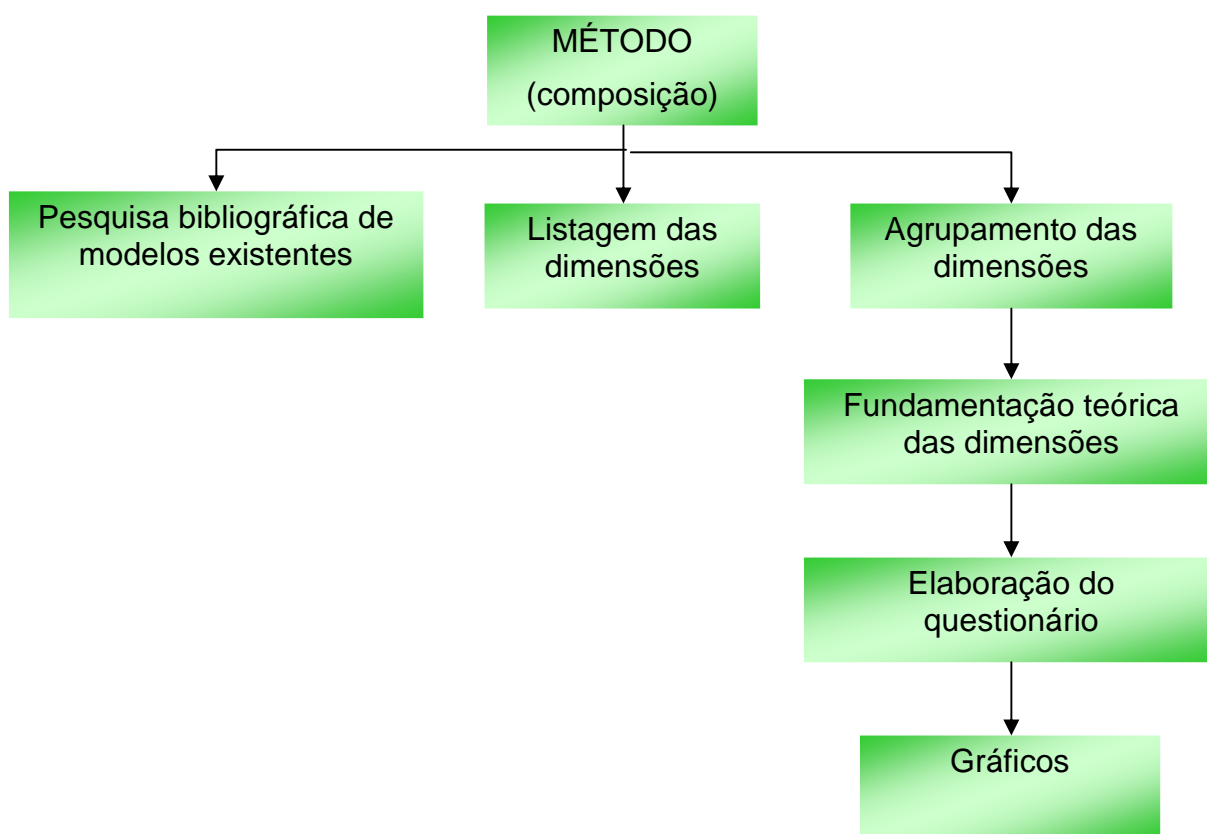 MÉTODO
(composição)
Pesquisa bibliográfica de
modelos existentes
Listagem das
dimensões
Agrupamento das
dimensões
Fundamentação teórica
das dimensões
Elaboração do
questionário
Gráficos